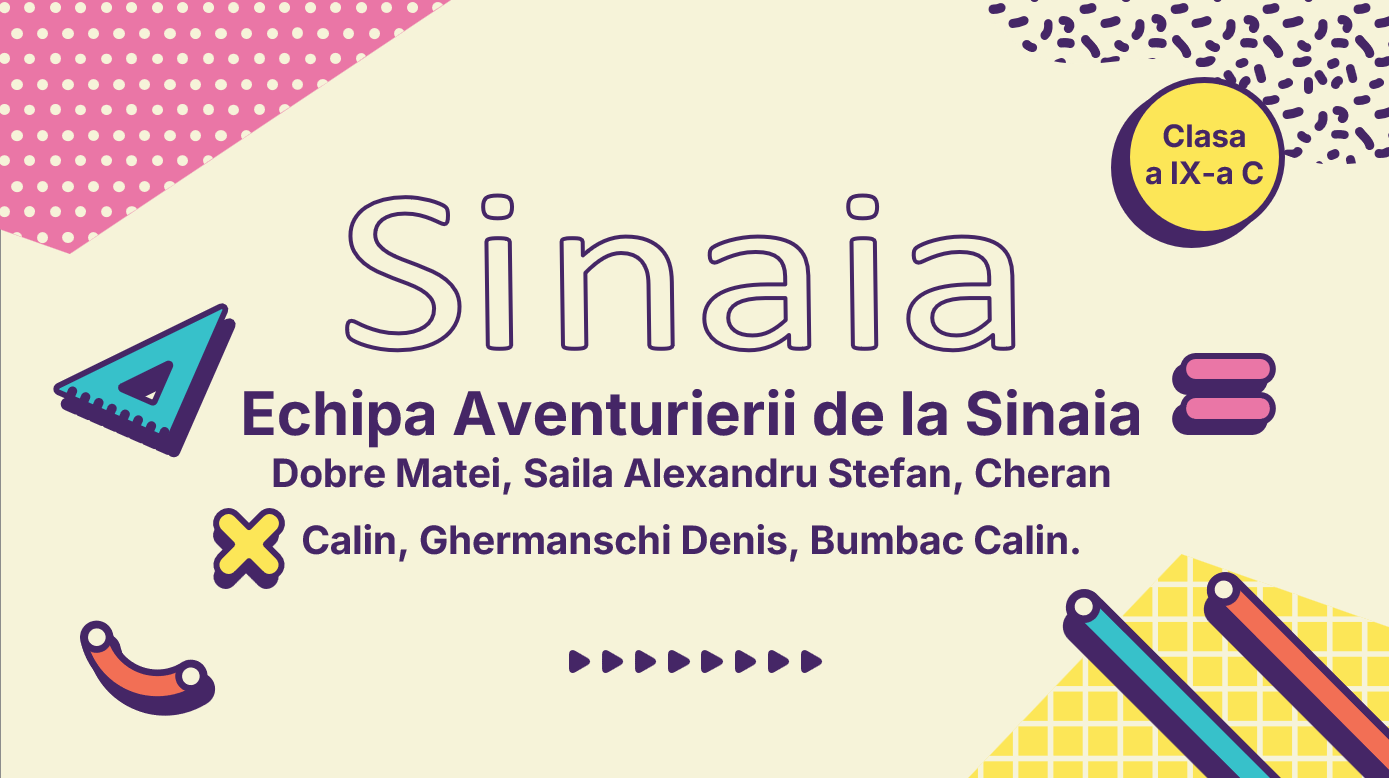 Clasa
a IX-a C
Sinaia
Echipa Aventurierii de la Sinaia
Dobre Matei, Saila Alexandru Stefan, Cheran
Calin, Ghermanschi Denis, Bumbac Calin.